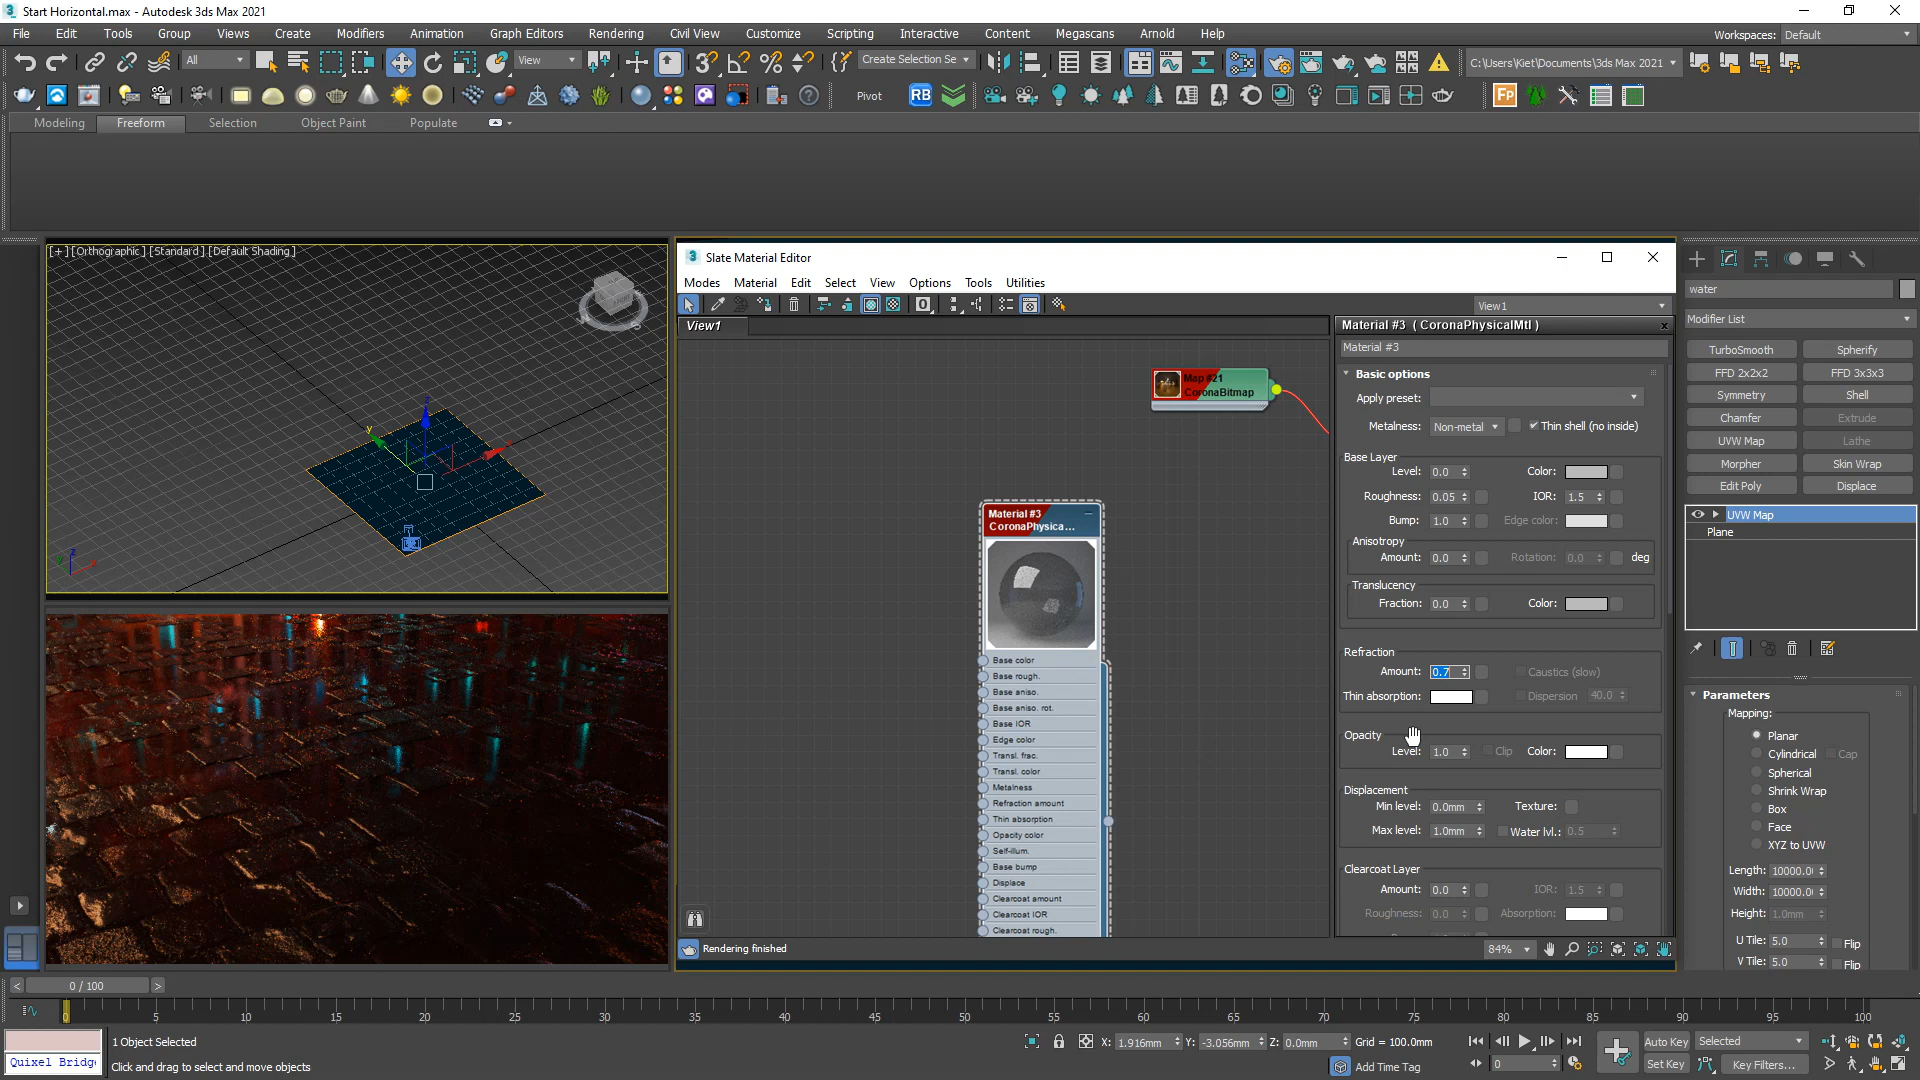 Start Horizontal.max - Autodesk 3ds Max 2021
File Edit Tools Group Views Create Modifiers Animation Graph Editors Rendering Civil View Customize Scripting Interactive Content Megascans Arnold Help
Workspaces: Default
All View Create Selection Se C:\Users\Kiet\Documents\3ds Max 2021
Pivot RB Fp
Modeling Freeform Selection Object Paint Populate
[+][Orthographic][Standard][Default Shading]
Slate Material Editor
Modes Material Edit Select View Options Tools Utilities
View1
View1
Map #21
CoronaBitmap
Material #3
CoronaPhysica...
Base color
Base rough.
Base aniso.
Base aniso. rot.
Base IOR
Edge color
Transl. frac.
Transl. color
Metalness
Refraction amount
Thin absorption
Opacity color
Self-illum.
Base bump
Displace
Clearcoat amount
Clearcoat IOR
Clearcoat rough.
Rendering finished
84%
Material #3 ( CoronaPhysicalMtl )
Material #3
Basic options
Apply preset:
Metalness: Non-metal Thin shell (no inside)
Base Layer
Level: 0.0 Color:
Roughness: 0.05 IOR: 1.5
Bump: 1.0 Edge color:
Anisotropy
Amount: 0.0 Rotation: 0.0 deg
Translucency
Fraction: 0.0 Color:
Refraction
Amount: 0.7 Caustics (slow)
Thin absorption: Dispersion 40.0
Opacity
Level: 1.0 Clip Color:
Displacement
Min level: 0.0mm Texture:
Max level: 1.0mm Water lvl.: 0.5
Clearcoat Layer
Amount: 0.0 IOR: 1.5
Roughness: 0.0 Absorption:
water
Modifier List
TurboSmooth Spherify
FFD 2x2x2 FFD 3x3x3
Symmetry Shell
Chamfer Extrude
UVW Map Lathe
Morpher Skin Wrap
Edit Poly Displace
UVW Map
Plane
Parameters
Mapping:
Planar
Cylindrical Cap
Spherical
Shrink Wrap
Box
Face
XYZ to UVW
Length: 10000.0
Width: 10000.0
Height: 1.0mm
U Tile: 5.0 Flip
V Tile: 5.0 Flip
< 0 / 100 >
0 5 10 15 20 25 30 35 40 45 50 55 60 65 70 75 80 85 90 95 100
1 Object Selected
X: 1.916mm Y: -3.056mm Z: 0.0mm Grid = 100.0mm
Auto Key Selected
Quixel Bridg
Click and drag to select and move objects
Add Time Tag
0
Set Key Key Filters...